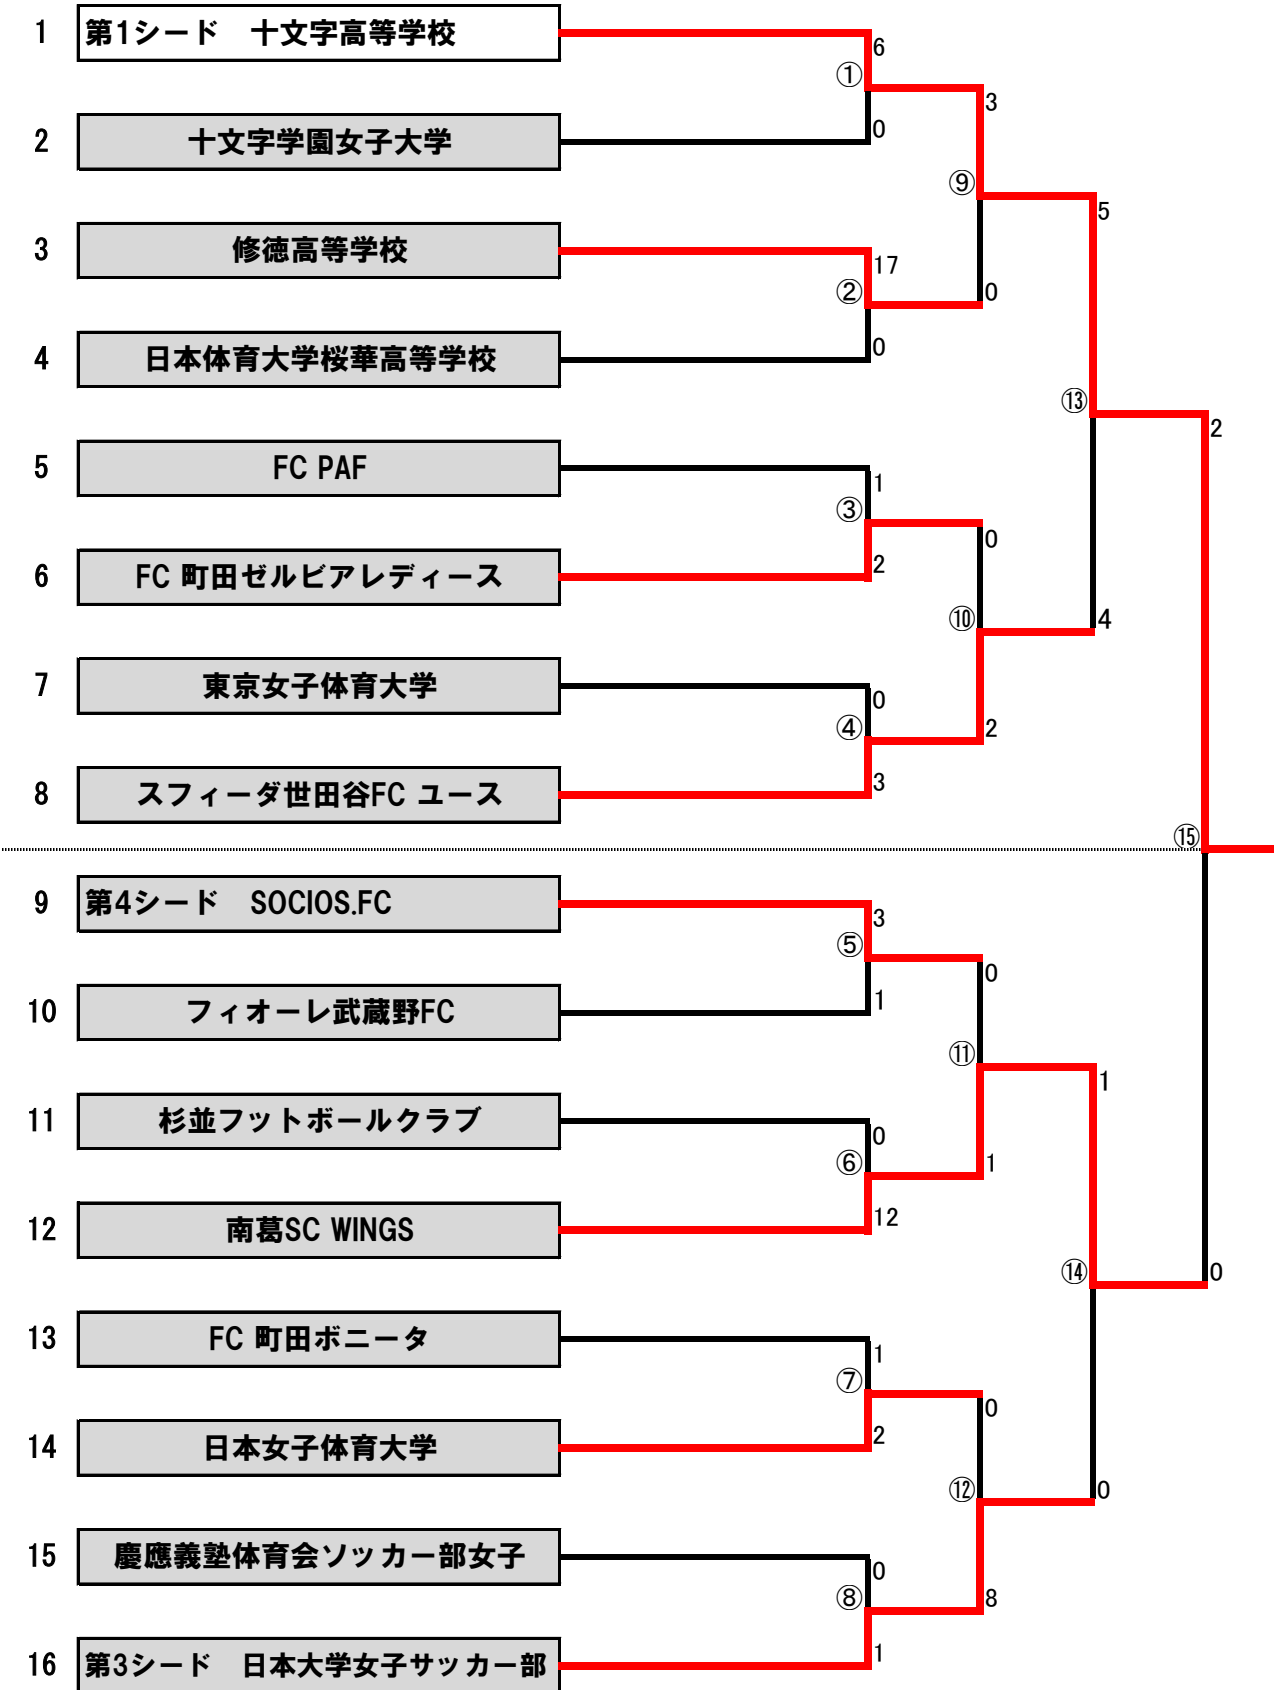 1 第1シード　十文字高等学校
6
①
3
0
2 十文字学園女子大学
⑨
5
3 修徳高等学校
17
②
0
4 日本体育大学桜華高等学校
0
⑬
2
5 FC PAF
1
③
0
6 FC 町田ゼルビアレディース
2
⑩
4
7 東京女子体育大学
0
④
2
8 スフィーダ世田谷FC ユース
3
⑮
9 第4シード　SOCIOS.FC
3
⑤
0
10 フィオーレ武蔵野FC
1
⑪
1
11 杉並フットボールクラブ
0
⑥
1
12 南葛SC WINGS
12
⑭
0
13 FC 町田ボニータ
1
⑦
0
14 日本女子体育大学
2
⑫
0
15 慶應義塾体育会ソッカー部女子
0
⑧
8
16 第3シード　日本大学女子サッカー部
1